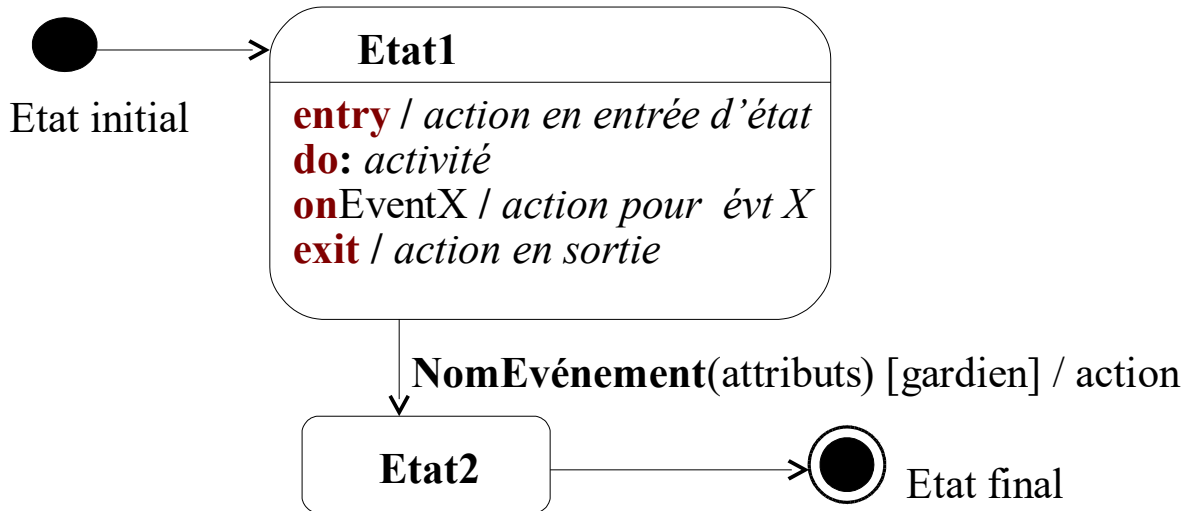 Etat1
Etat initial
entry / action en entrée d’état
do: activité
onEventX / action pour évt X
exit / action en sortie
NomEvénement(attributs) [gardien] / action
Etat2
Etat final